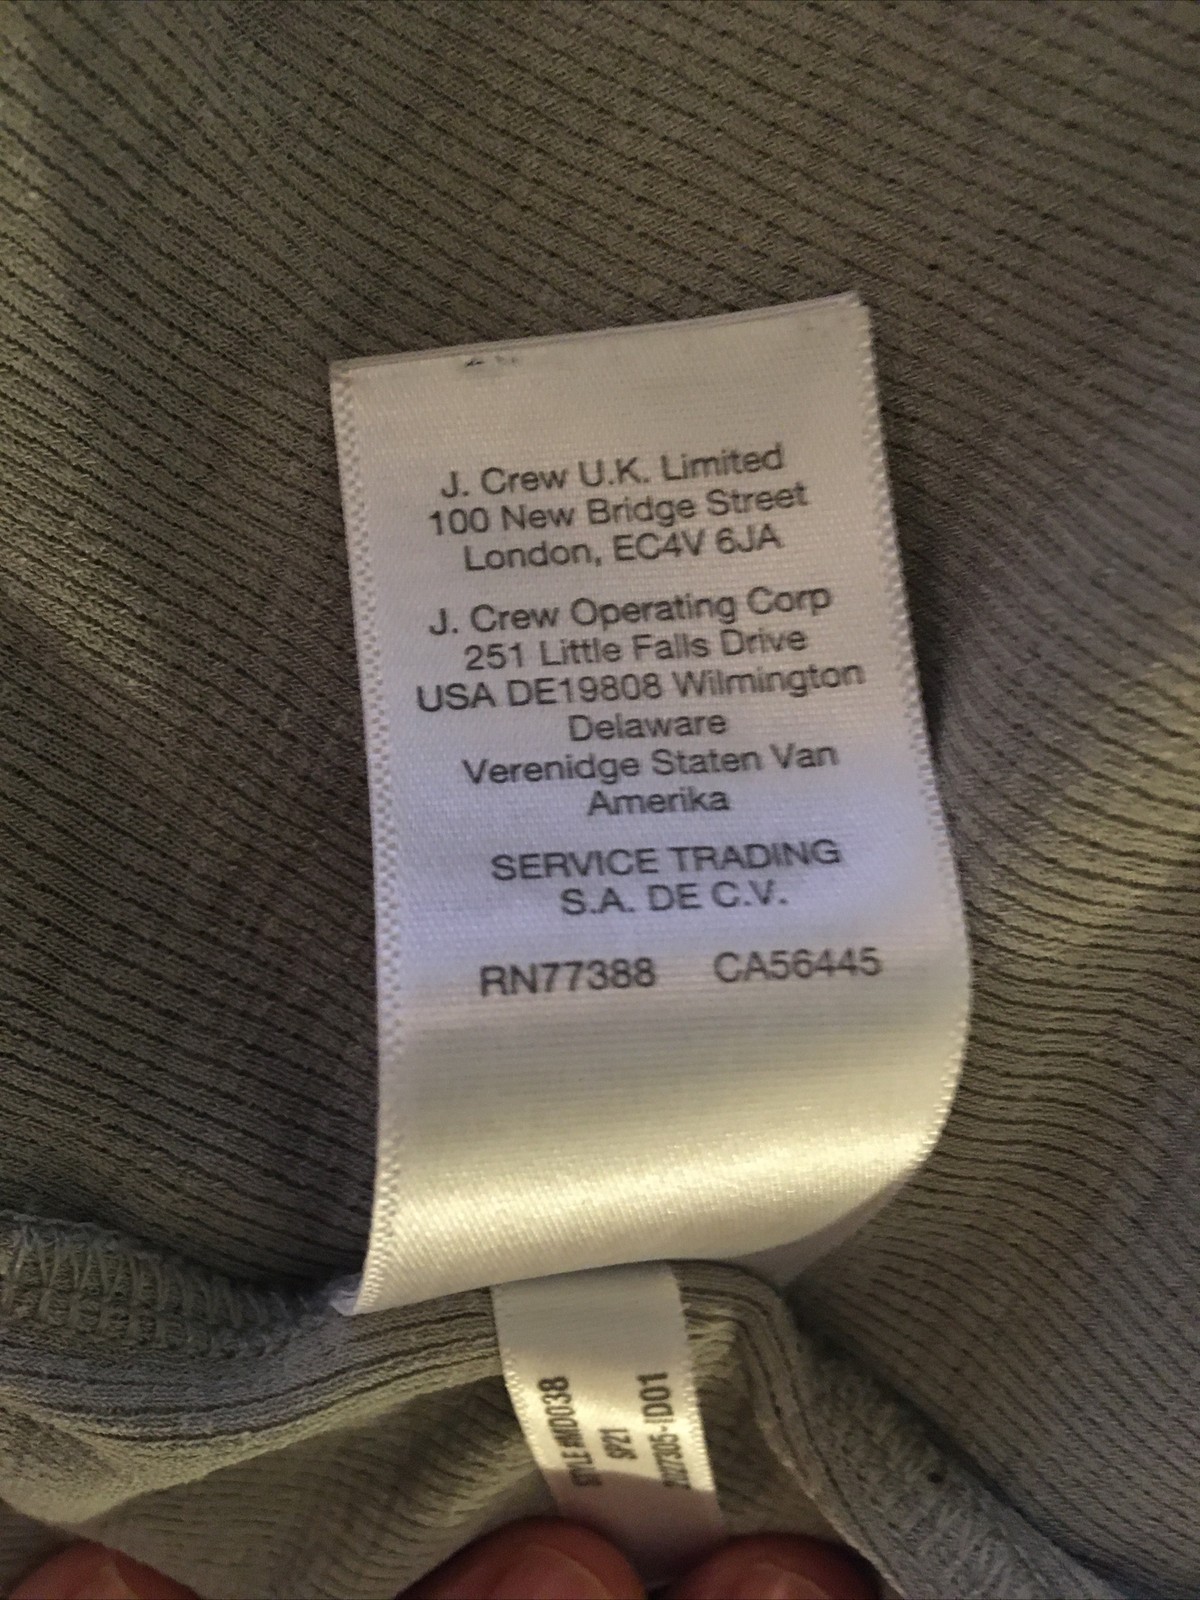 J. Crew U.K. Limited
100 New Bridge Street
London, EC4V 6JA
J. Crew Operating Corp
251 Little Falls Drive
USA DE19808 Wilmington
Delaware
Verenidge Staten Van
Amerika
SERVICE TRADING
S.A. DE C.V.
RN77388 CA56445
STYLE
SP21